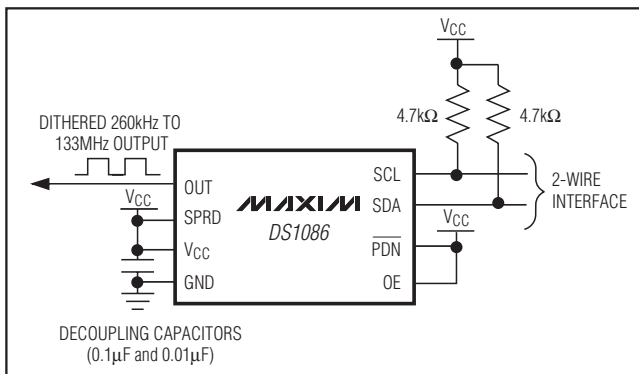 VCC
4.7kΩ 4.7kΩ
DITHERED 260kHz TO
133MHz OUTPUT
OUT
VCC
SPRD
VCC
GND
MAXIM
DS1086
SCL
SDA
VCC
PDN
OE
2-WIRE
INTERFACE
DECOUPLING CAPACITORS
(0.1μF and 0.01μF)